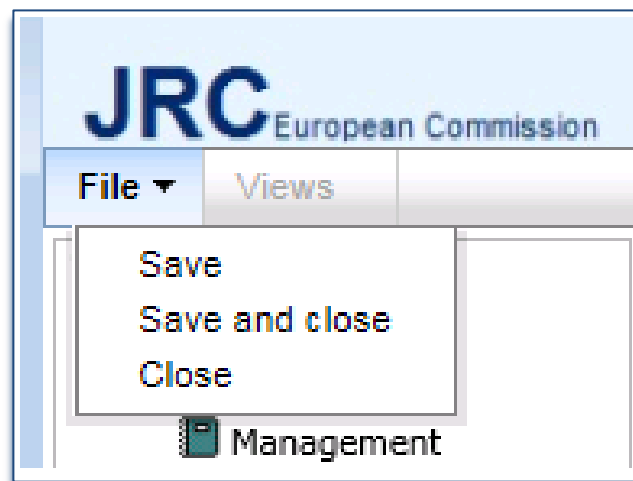 JRC European Commission
File Views
Save
Save and close
Close
Management